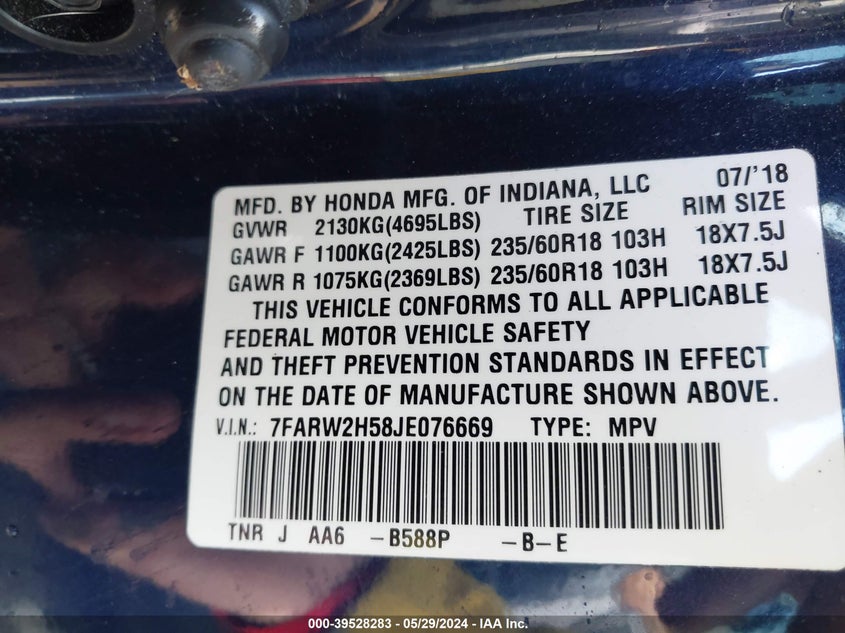 MFD. BY HONDA MFG. OF INDIANA, LLC 07/'18
GVWR 2130KG(4695LBS) TIRE SIZE RIM SIZE
GAWR F 1100KG(2425LBS) 235/60R18 103H 18X7.5J
GAWR R 1075KG(2369LBS) 235/60R18 103H 18X7.5J
THIS VEHICLE CONFORMS TO ALL APPLICABLE
FEDERAL MOTOR VEHICLE SAFETY
AND THEFT PREVENTION STANDARDS IN EFFECT
ON THE DATE OF MANUFACTURE SHOWN ABOVE.
V.I.N.: 7FARW2H58JE076669 TYPE: MPV
TNR J AA6 -B588P -B-E
000-39528283 - 05/29/2024 - IAA Inc.